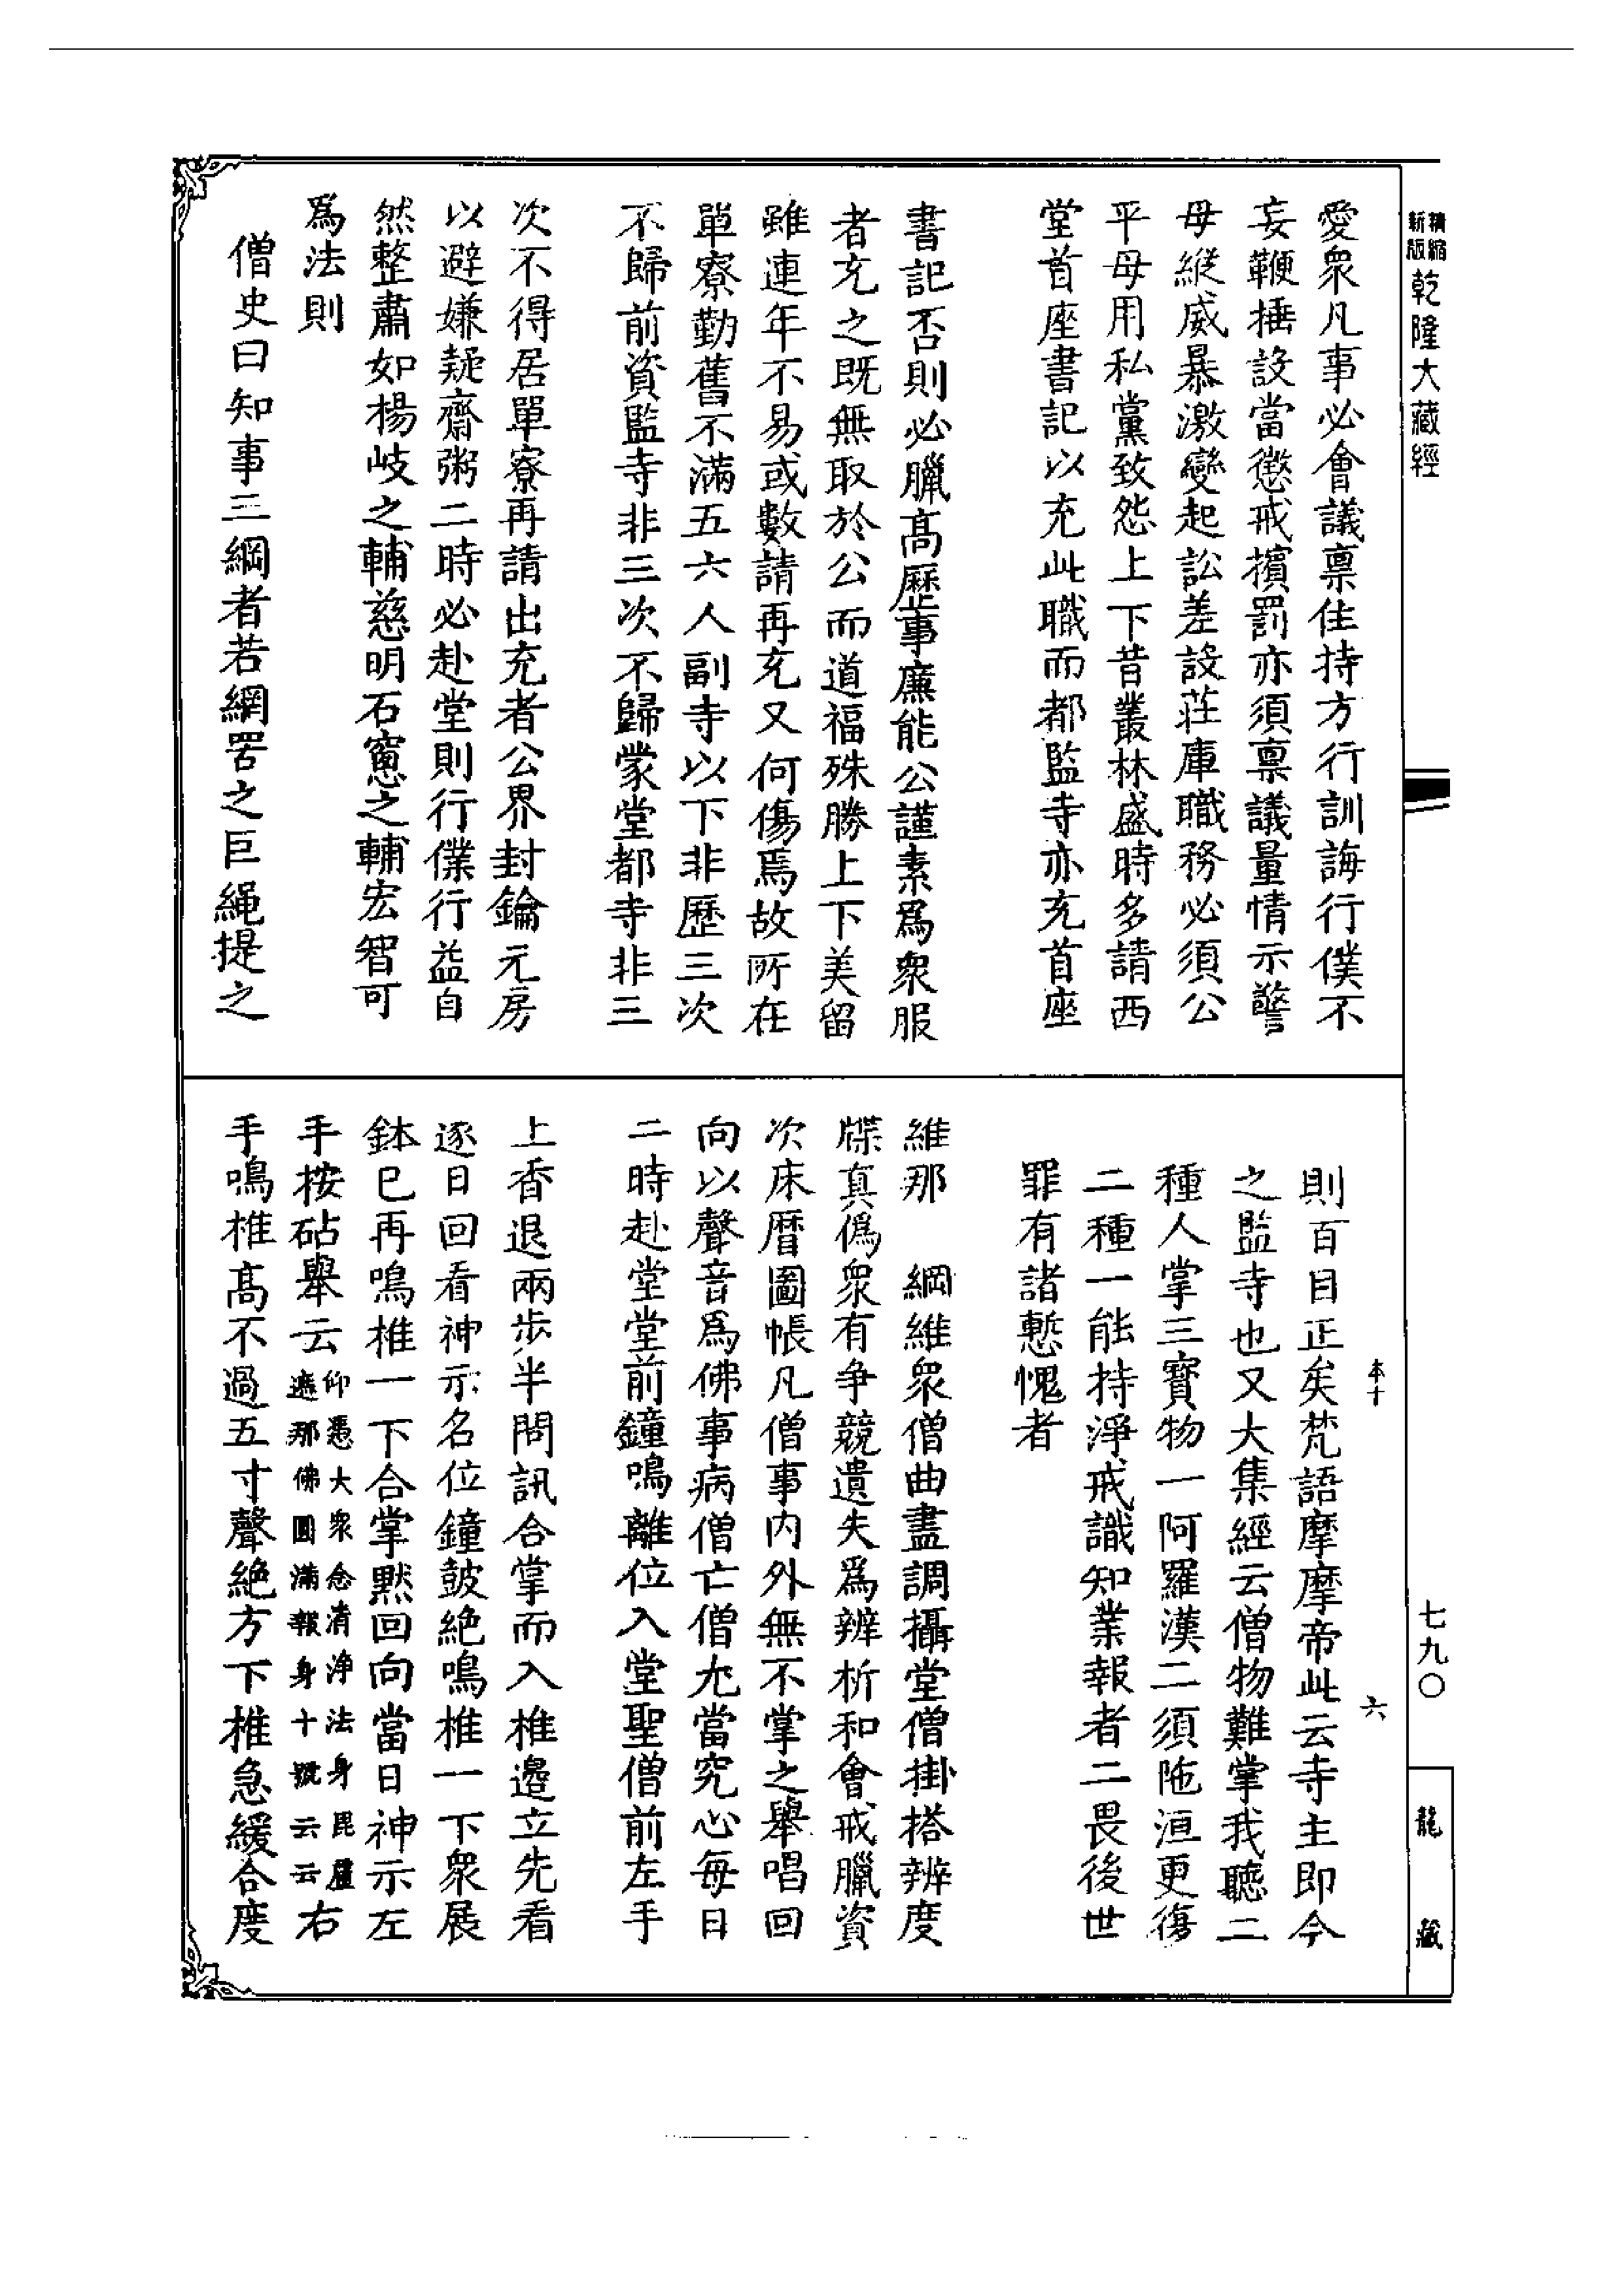 精縮新版乾隆大藏經
愛衆凡事必會議禀住持方行訓誨行僕不
妄鞭捶設當懲戒擯罰亦須禀議量情示警
毋縱威暴激變起訟差設莊庫職務必須公
平毋用私黨致怨上下昔叢林盛時多請西
堂首座書記以充此職而都監寺亦充首座
書記否則必臘髙歷事廉能公謹素爲衆服
者充之既無取於公而道福殊勝上下美留
雖連年不易或數請再充又何傷焉故所在
單寮勤舊不滿五六人副寺以下非歷三次
不歸前資監寺非三次不歸蒙堂都寺非三
次不得居單寮再請出充者公界封鑰元房
以避嫌疑齋粥二時必赴堂則行僕行益自
然整肅如楊岐之輔慈明石窻之輔宏智可
爲法則
僧史曰知事三綱者若網罟之巨繩提之
本十
六
則百目正矣梵語摩摩帝此云寺主即今
之監寺也又大集經云僧物難掌我聽二
種人掌三寶物一阿羅漢二須陁洹更復
二種一能持淨戒識知業報者二畏後世
罪有諸慙愧者
維那　綱維衆僧曲盡調攝堂僧掛搭辨度
牒真僞衆有争競遺失爲辨析和會戒臘資
次床曆圖帳凡僧事内外無不掌之舉唱回
向以聲音爲佛事病僧亡僧尤當究心每日
二時赴堂堂前鐘鳴離位入堂聖僧前左手
上香退兩步半問訊合掌而入椎邊立先看
逐日回看神示名位鐘鼓絶鳴椎一下衆展
鉢已再鳴椎一下合掌默回向當日神示左
手按砧舉云仰憑大衆念清淨法身毘盧遮那佛圓滿報身十號云云右
手鳴椎髙不過五寸聲絶方下椎急緩合度
七九〇
龍藏